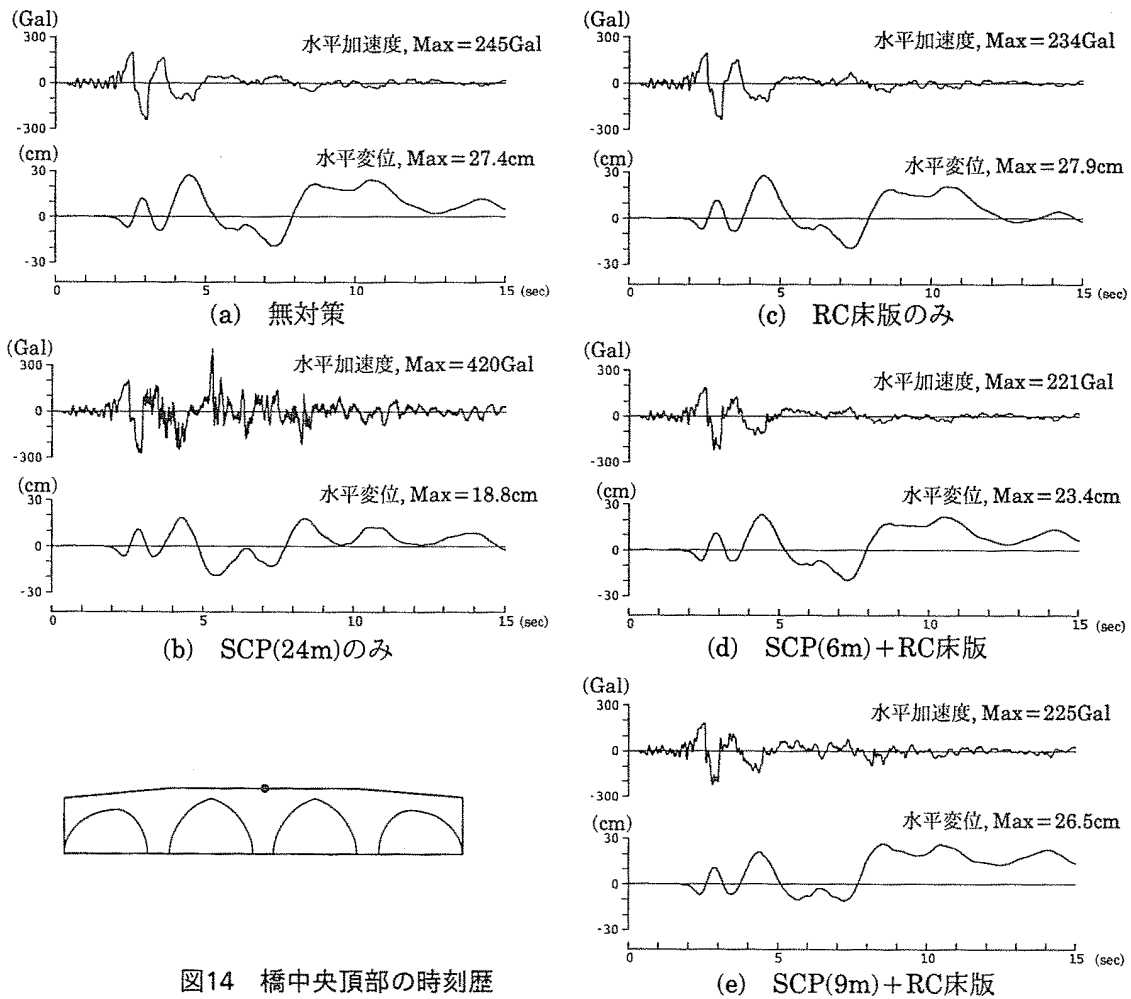 (Gal)
300
0
-300
水平加速度, Max=245Gal
(cm)
30
0
-30
水平変位, Max=27.4cm
0 5 10 15 (sec)
(a) 無対策
(Gal)
300
0
-300
水平加速度, Max=420Gal
(cm)
30
0
-30
水平変位, Max=18.8cm
0 5 10 15 (sec)
(b) SCP(24m)のみ
(Gal)
300
0
-300
水平加速度, Max=234Gal
(cm)
30
0
-30
水平変位, Max=27.9cm
0 5 10 15 (sec)
(c) RC床版のみ
(Gal)
300
0
-300
水平加速度, Max=221Gal
(cm)
30
0
-30
水平変位, Max=23.4cm
0 5 10 15 (sec)
(d) SCP(6m)+RC床版
(Gal)
300
0
-300
水平加速度, Max=225Gal
(cm)
30
0
-30
水平変位, Max=26.5cm
0 5 10 15 (sec)
(e) SCP(9m)+RC床版
図14 橋中央頂部の時刻歴